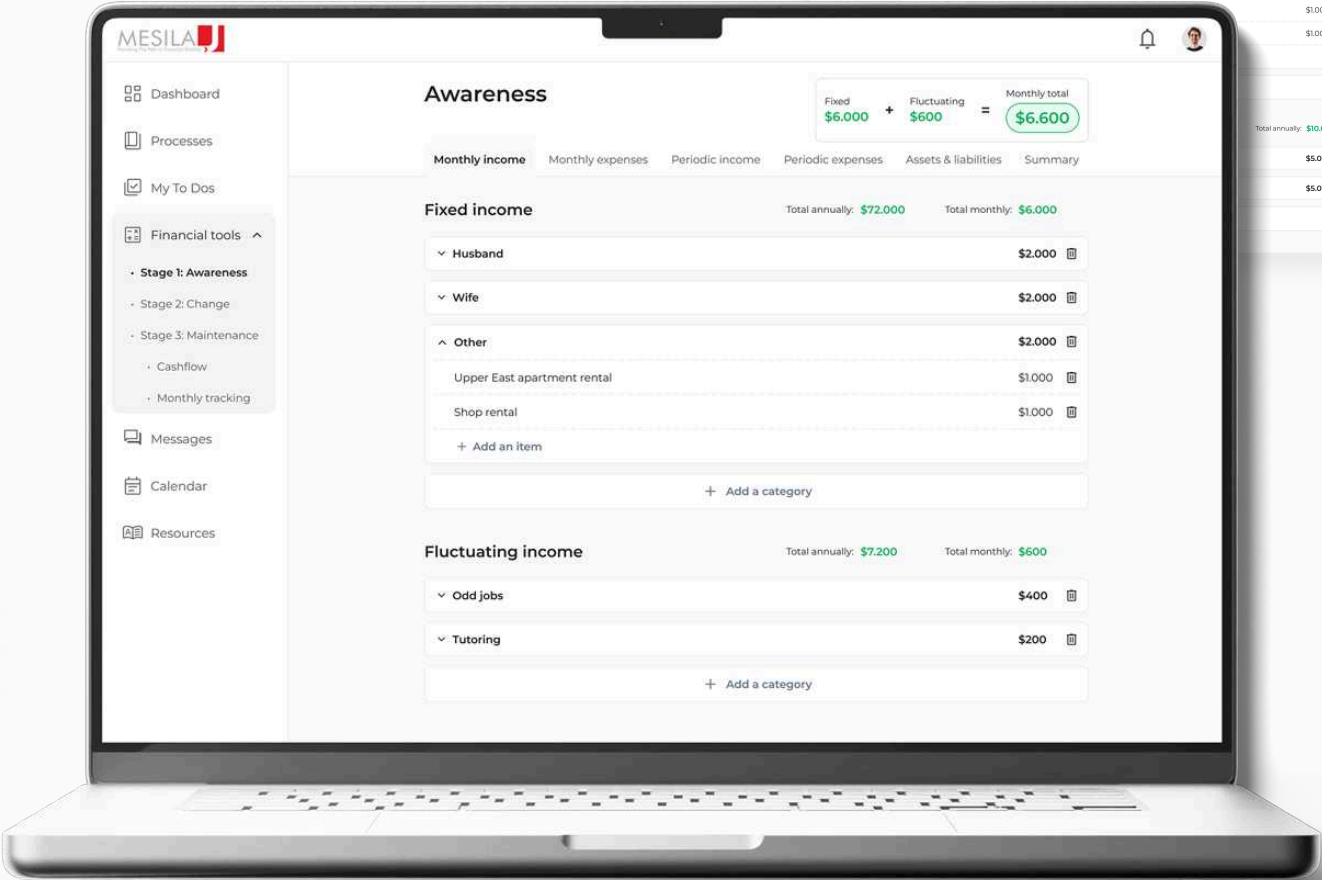 MESILA
Dashboard
Processes
My To Dos
Financial tools
Stage 1: Awareness
Stage 2: Change
Stage 3: Maintenance
Cashflow
Monthly tracking
Messages
Calendar
Resources
Awareness
Fixed + Fluctuating = Monthly total
$6.000 $600 $6.600
Monthly income Monthly expenses Periodic income Periodic expenses Assets & liabilities Summary
Fixed income Total annually: $72.000 Total monthly: $6.000
Husband $2.000
Wife $2.000
Other $2.000
Upper East apartment rental $1.000
Shop rental $1.000
+ Add an item
+ Add a category
Fluctuating income Total annually: $7.200 Total monthly: $600
Odd jobs $400
Tutoring $200
+ Add a category
Total annually: